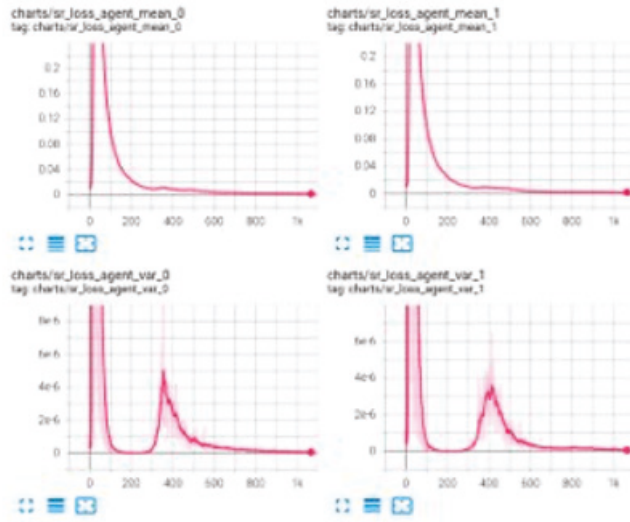 charts/sr_loss_agent_mean_0
tag: charts/sr_loss_agent_mean_0
0.2
0.16
0.12
0.08
0.04
0
0 200 400 600 800 1k
charts/sr_loss_agent_mean_1
tag: charts/sr_loss_agent_mean_1
0.2
0.16
0.12
0.08
0.04
0
0 200 400 600 800 1k
charts/sr_loss_agent_var_0
tag: charts/sr_loss_agent_var_0
8e-6
6e-6
4e-6
2e-6
0
0 200 400 600 800 1k
charts/sr_loss_agent_var_1
tag: charts/sr_loss_agent_var_1
6e-6
4e-6
2e-6
0
0 200 400 600 800 1k